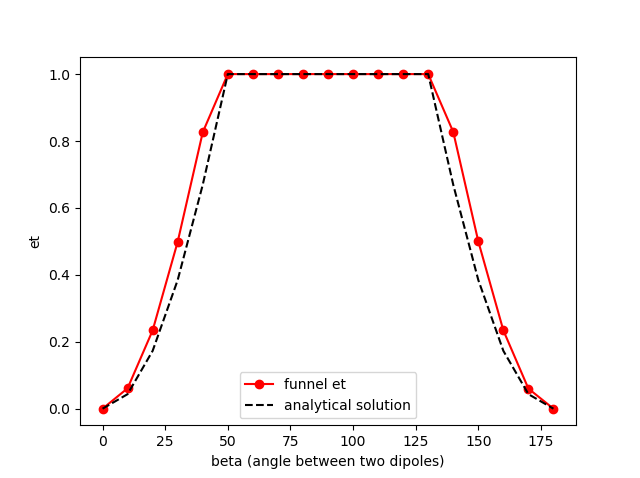 1.0
0.8
0.6
0.4
0.2
0.0
et
funnel et
analytical solution
0 25 50 75 100 125 150 175
beta (angle between two dipoles)